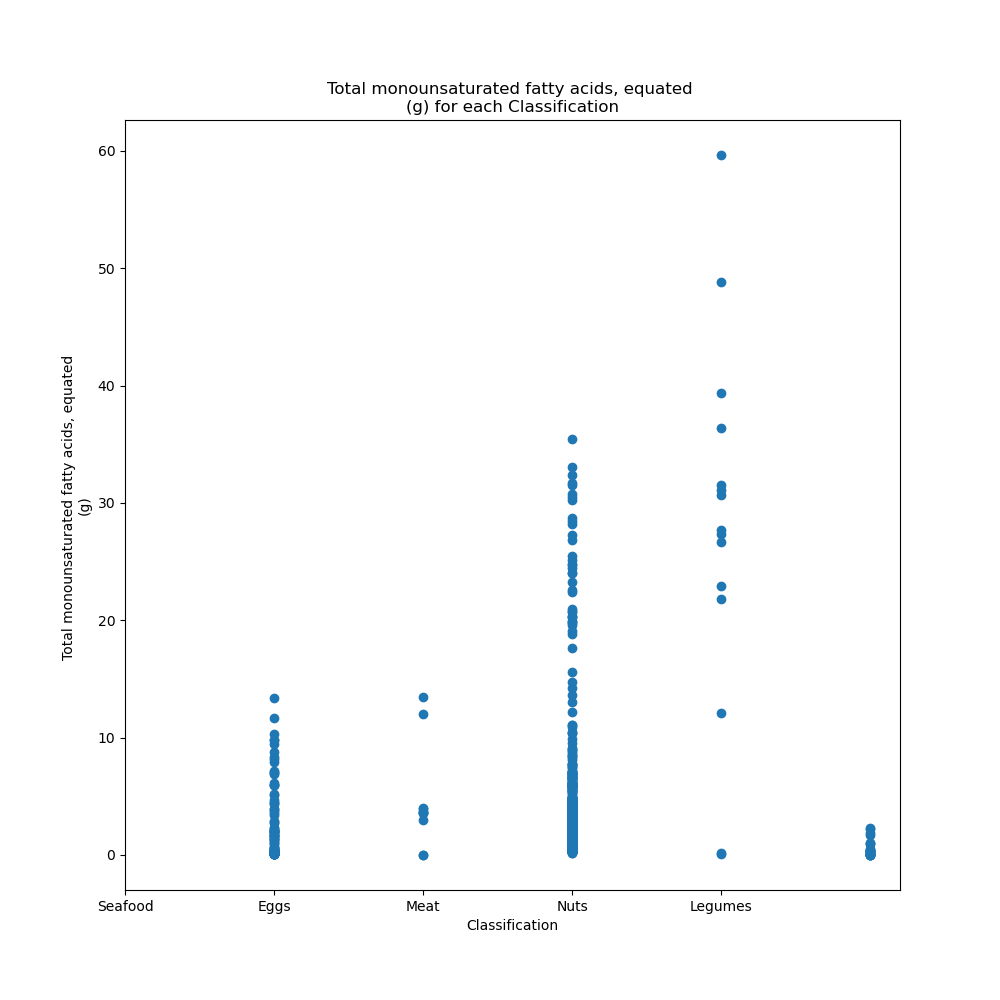 Total monounsaturated fatty acids, equated
(g) for each Classification
Total monounsaturated fatty acids, equated
(g)
60
50
40
30
20
10
0
Seafood Eggs Meat Nuts Legumes
Classification